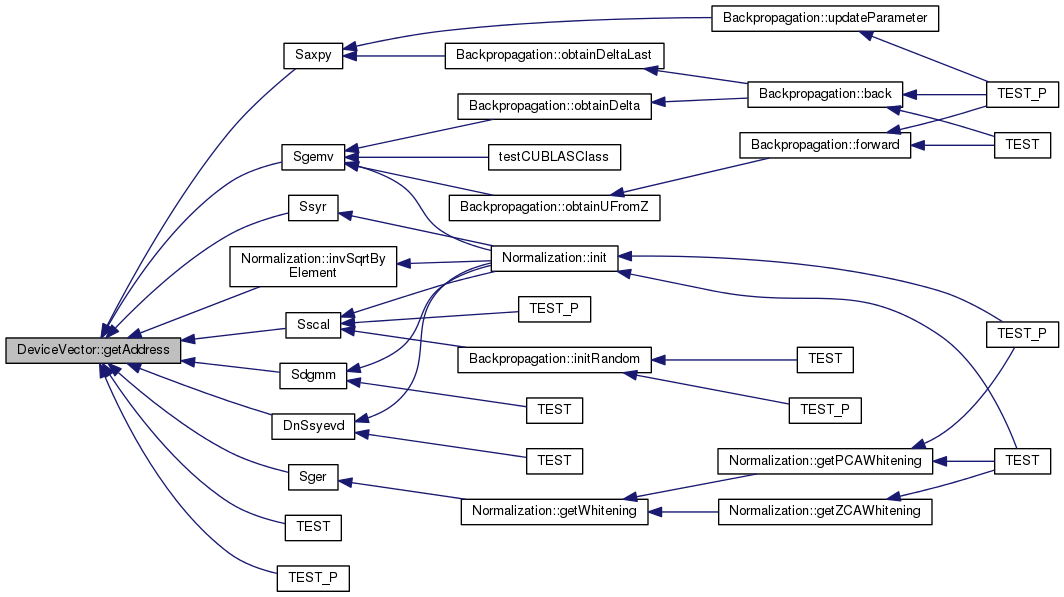 Backpropagation::updateParameter
Saxpy
Backpropagation::obtainDeltaLast
Backpropagation::back
TEST_P
Backpropagation::obtainDelta
Backpropagation::forward
TEST
Sgemv
testCUBLASClass
Ssyr
Backpropagation::obtainUFromZ
Normalization::invSqrtBy
Element
Normalization::init
Sscal
TEST_P
TEST_P
DeviceVector::getAddress
Backpropagation::initRandom
TEST
Sdgmm
TEST
TEST_P
DnSsyevd
TEST
Normalization::getPCAWhitening
TEST
Sger
Normalization::getWhitening
Normalization::getZCAWhitening
TEST
TEST_P